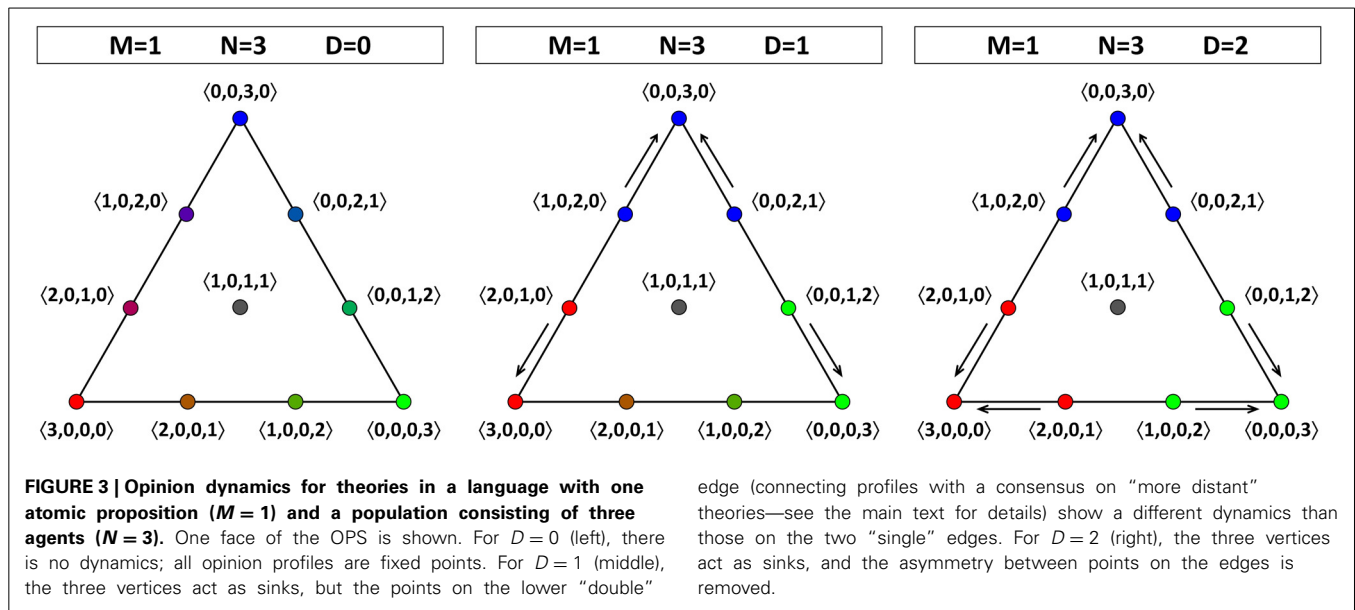 M=1 N=3 D=0
⟨0,0,3,0⟩
⟨1,0,2,0⟩ ⟨0,0,2,1⟩
⟨2,0,1,0⟩ ⟨1,0,1,1⟩ ⟨0,0,1,2⟩
⟨3,0,0,0⟩ ⟨2,0,0,1⟩ ⟨1,0,0,2⟩ ⟨0,0,0,3⟩
M=1 N=3 D=1
⟨0,0,3,0⟩
⟨1,0,2,0⟩ ⟨0,0,2,1⟩
⟨2,0,1,0⟩ ⟨1,0,1,1⟩ ⟨0,0,1,2⟩
⟨3,0,0,0⟩ ⟨2,0,0,1⟩ ⟨1,0,0,2⟩ ⟨0,0,0,3⟩
M=1 N=3 D=2
⟨0,0,3,0⟩
⟨1,0,2,0⟩ ⟨0,0,2,1⟩
⟨2,0,1,0⟩ ⟨1,0,1,1⟩ ⟨0,0,1,2⟩
⟨3,0,0,0⟩ ⟨2,0,0,1⟩ ⟨1,0,0,2⟩ ⟨0,0,0,3⟩
FIGURE 3 | Opinion dynamics for theories in a language with one
atomic proposition (M = 1) and a population consisting of three
agents (N = 3). One face of the OPS is shown. For D = 0 (left), there
is no dynamics; all opinion profiles are fixed points. For D = 1 (middle),
the three vertices act as sinks, but the points on the lower “double”
edge (connecting profiles with a consensus on “more distant”
theories—see the main text for details) show a different dynamics than
those on the two “single” edges. For D = 2 (right), the three vertices
act as sinks, and the asymmetry between points on the edges is
removed.